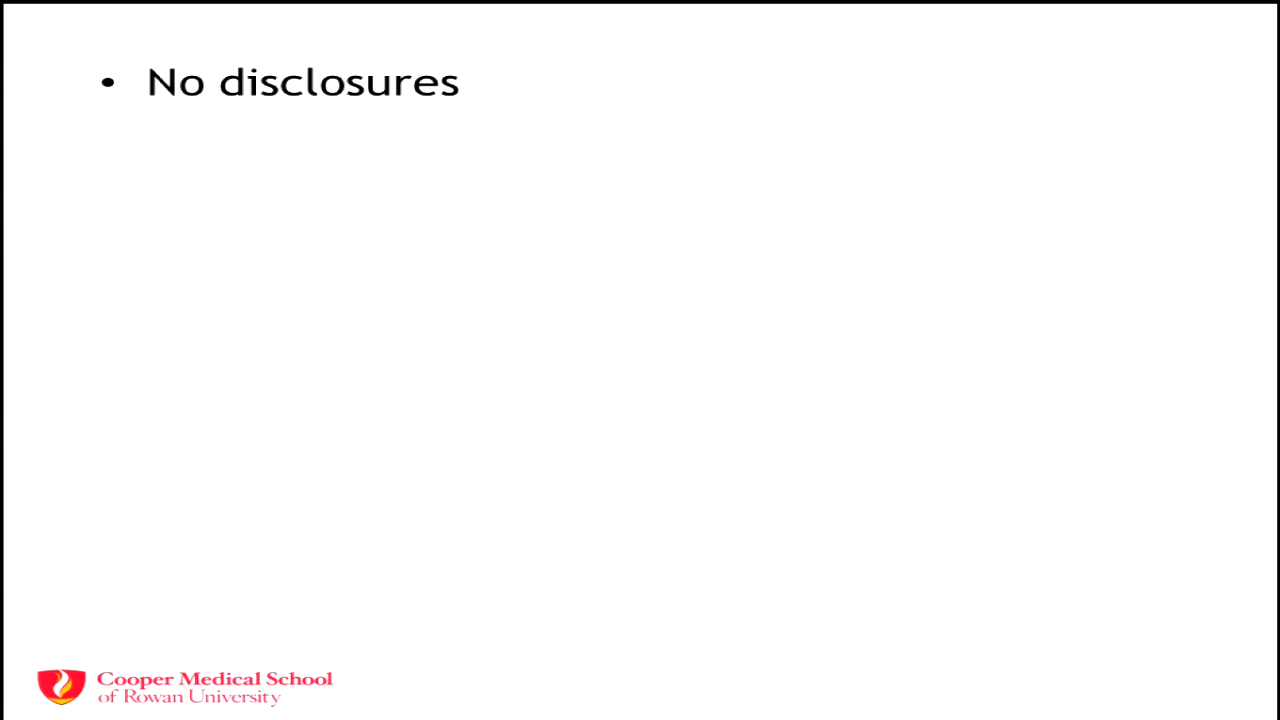 • No disclosures
Cooper Medical School
of Rowan University